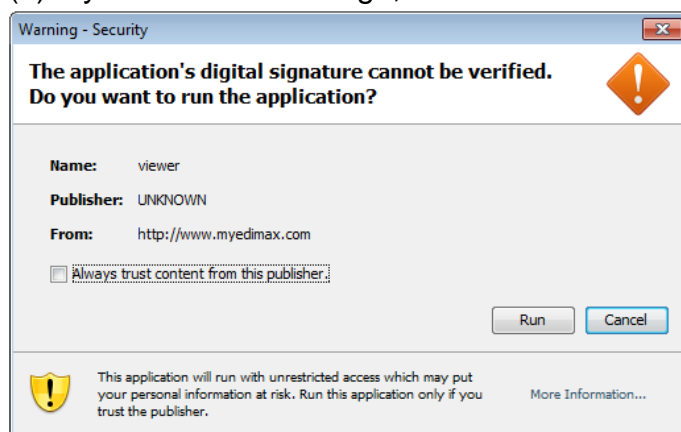 Warning - Security
The application's digital signature cannot be verified.
Do you want to run the application?
Name: viewer
Publisher: UNKNOWN
From: http://www.myedimax.com
Always trust content from this publisher.
Run Cancel
This application will run with unrestricted access which may put
your personal information at risk. Run this application only if you
trust the publisher.
More Information...